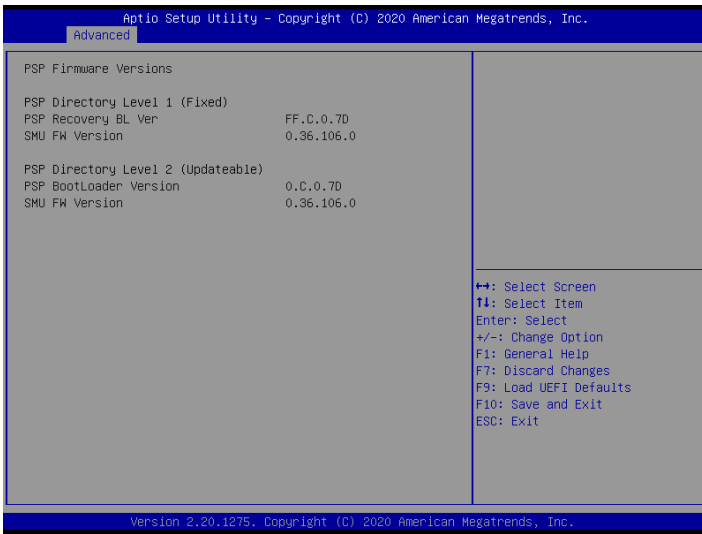 Aptio Setup Utility – Copyright (C) 2020 American Megatrends, Inc.
Advanced
PSP Firmware Versions
PSP Directory Level 1 (Fixed)
PSP Recovery BL Ver FF.C.0.7D
SMU FW Version 0.36.106.0
PSP Directory Level 2 (Updateable)
PSP BootLoader Version 0.C.0.7D
SMU FW Version 0.36.106.0
↔: Select Screen
↑↓: Select Item
Enter: Select
+/-: Change Option
F1: General Help
F7: Discard Changes
F9: Load UEFI Defaults
F10: Save and Exit
ESC: Exit
Version 2.20.1275. Copyright (C) 2020 American Megatrends, Inc.